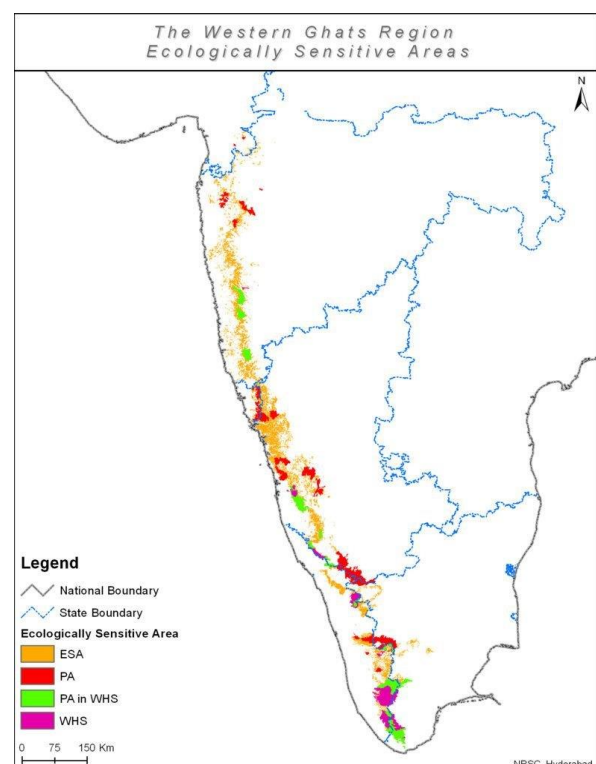 The Western Ghats Region
Ecologically Sensitive Areas
N
Legend
National Boundary
State Boundary
Ecologically Sensitive Area
ESA
PA
PA in WHS
WHS
0 75 150 Km
NRSC, Hyderabad